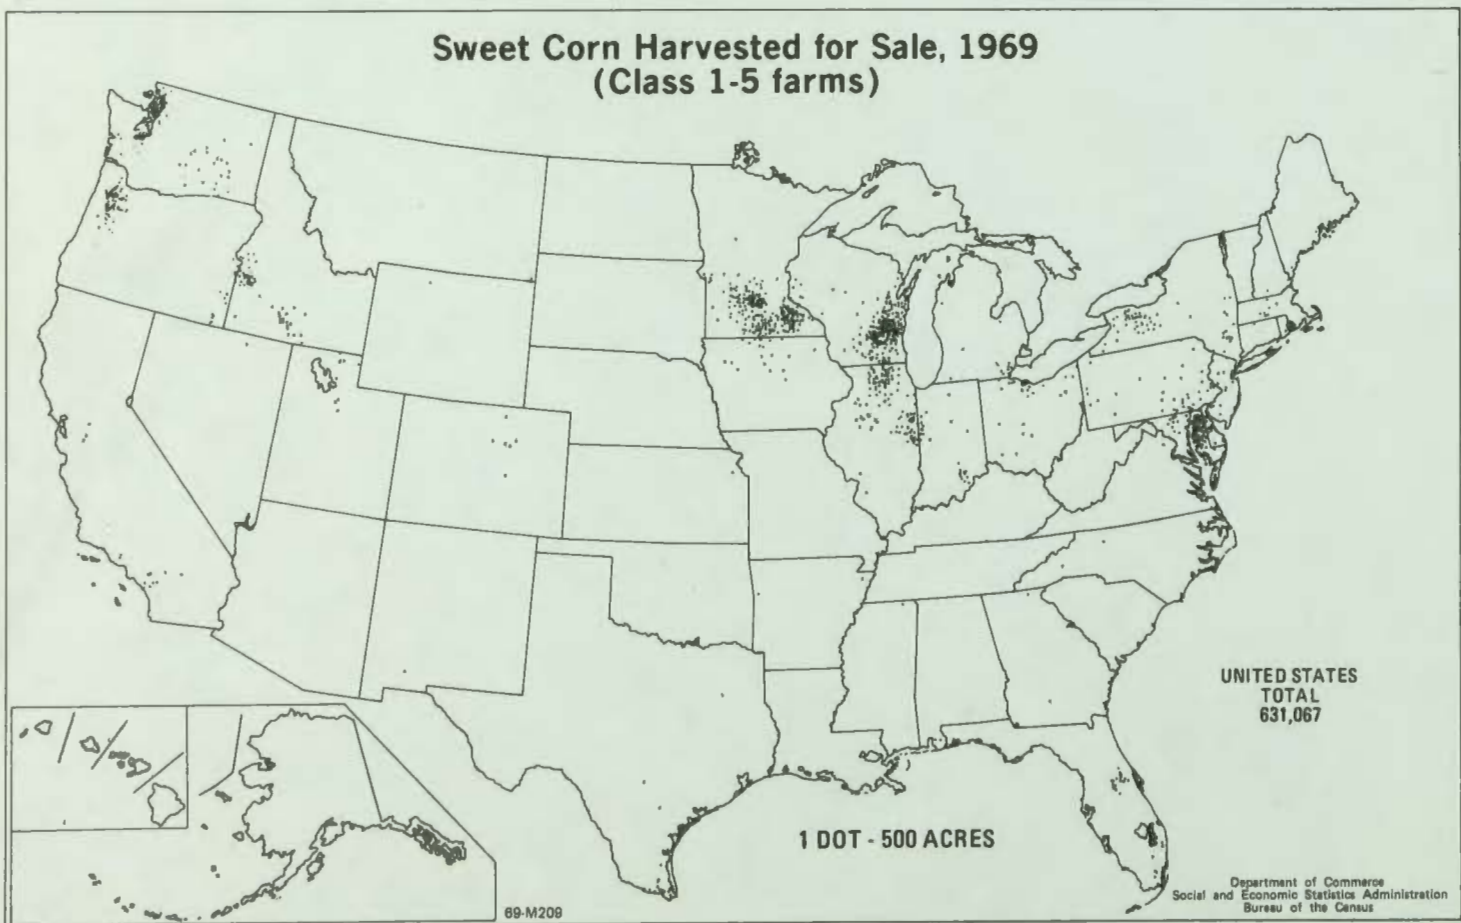 Sweet Corn Harvested for Sale, 1969
(Class 1-5 farms)
UNITED STATES
TOTAL
631,067
1 DOT - 500 ACRES
Department of Commerce
Social and Economic Statistics Administration
Bureau of the Census
69-M209